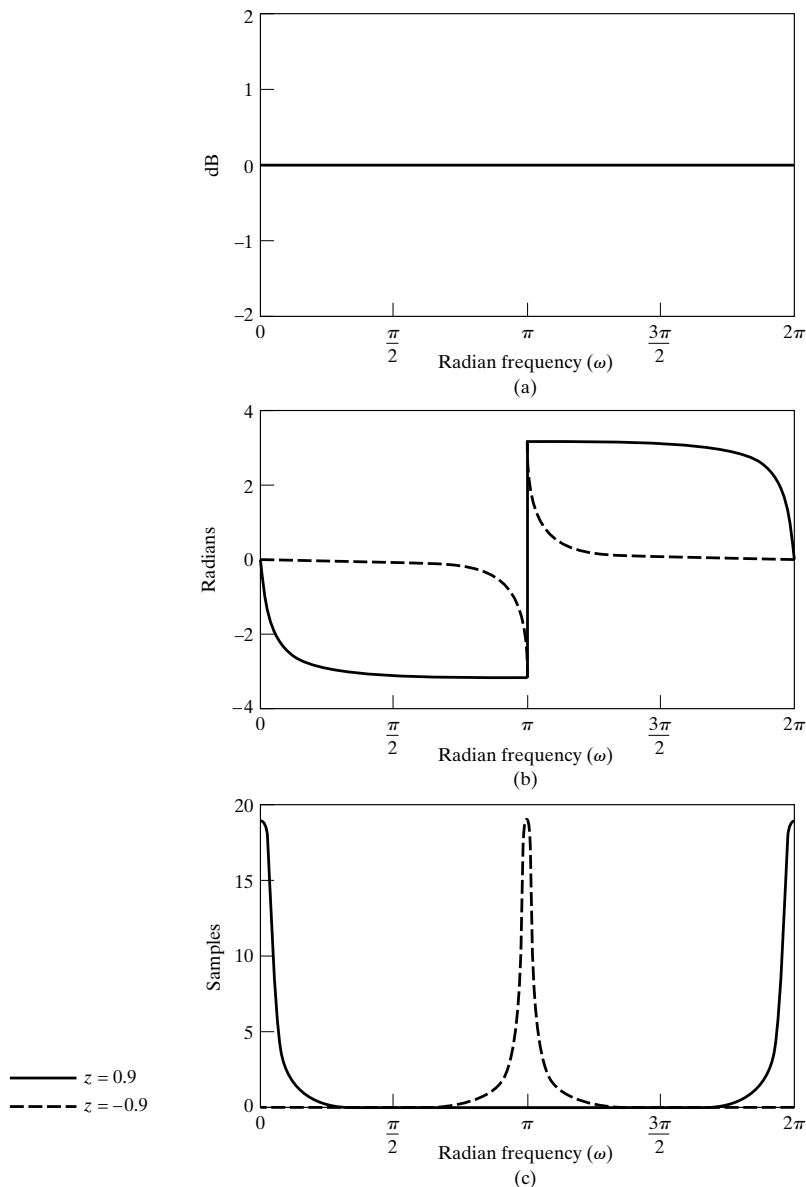 2
1
dB
0
–1
–2
0
π/2
π
3π/2
2π
Radian frequency (ω)
(a)
4
2
Radians
0
–2
–4
0
π/2
π
3π/2
2π
Radian frequency (ω)
(b)
20
15
Samples
10
5
0
z = 0.9
z = –0.9
0
π/2
π
3π/2
2π
Radian frequency (ω)
(c)